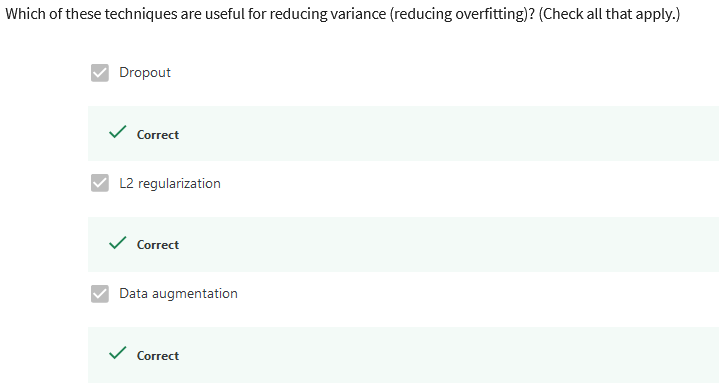 Which of these techniques are useful for reducing variance (reducing overfitting)? (Check all that apply.)
Dropout
Correct
L2 regularization
Correct
Data augmentation
Correct